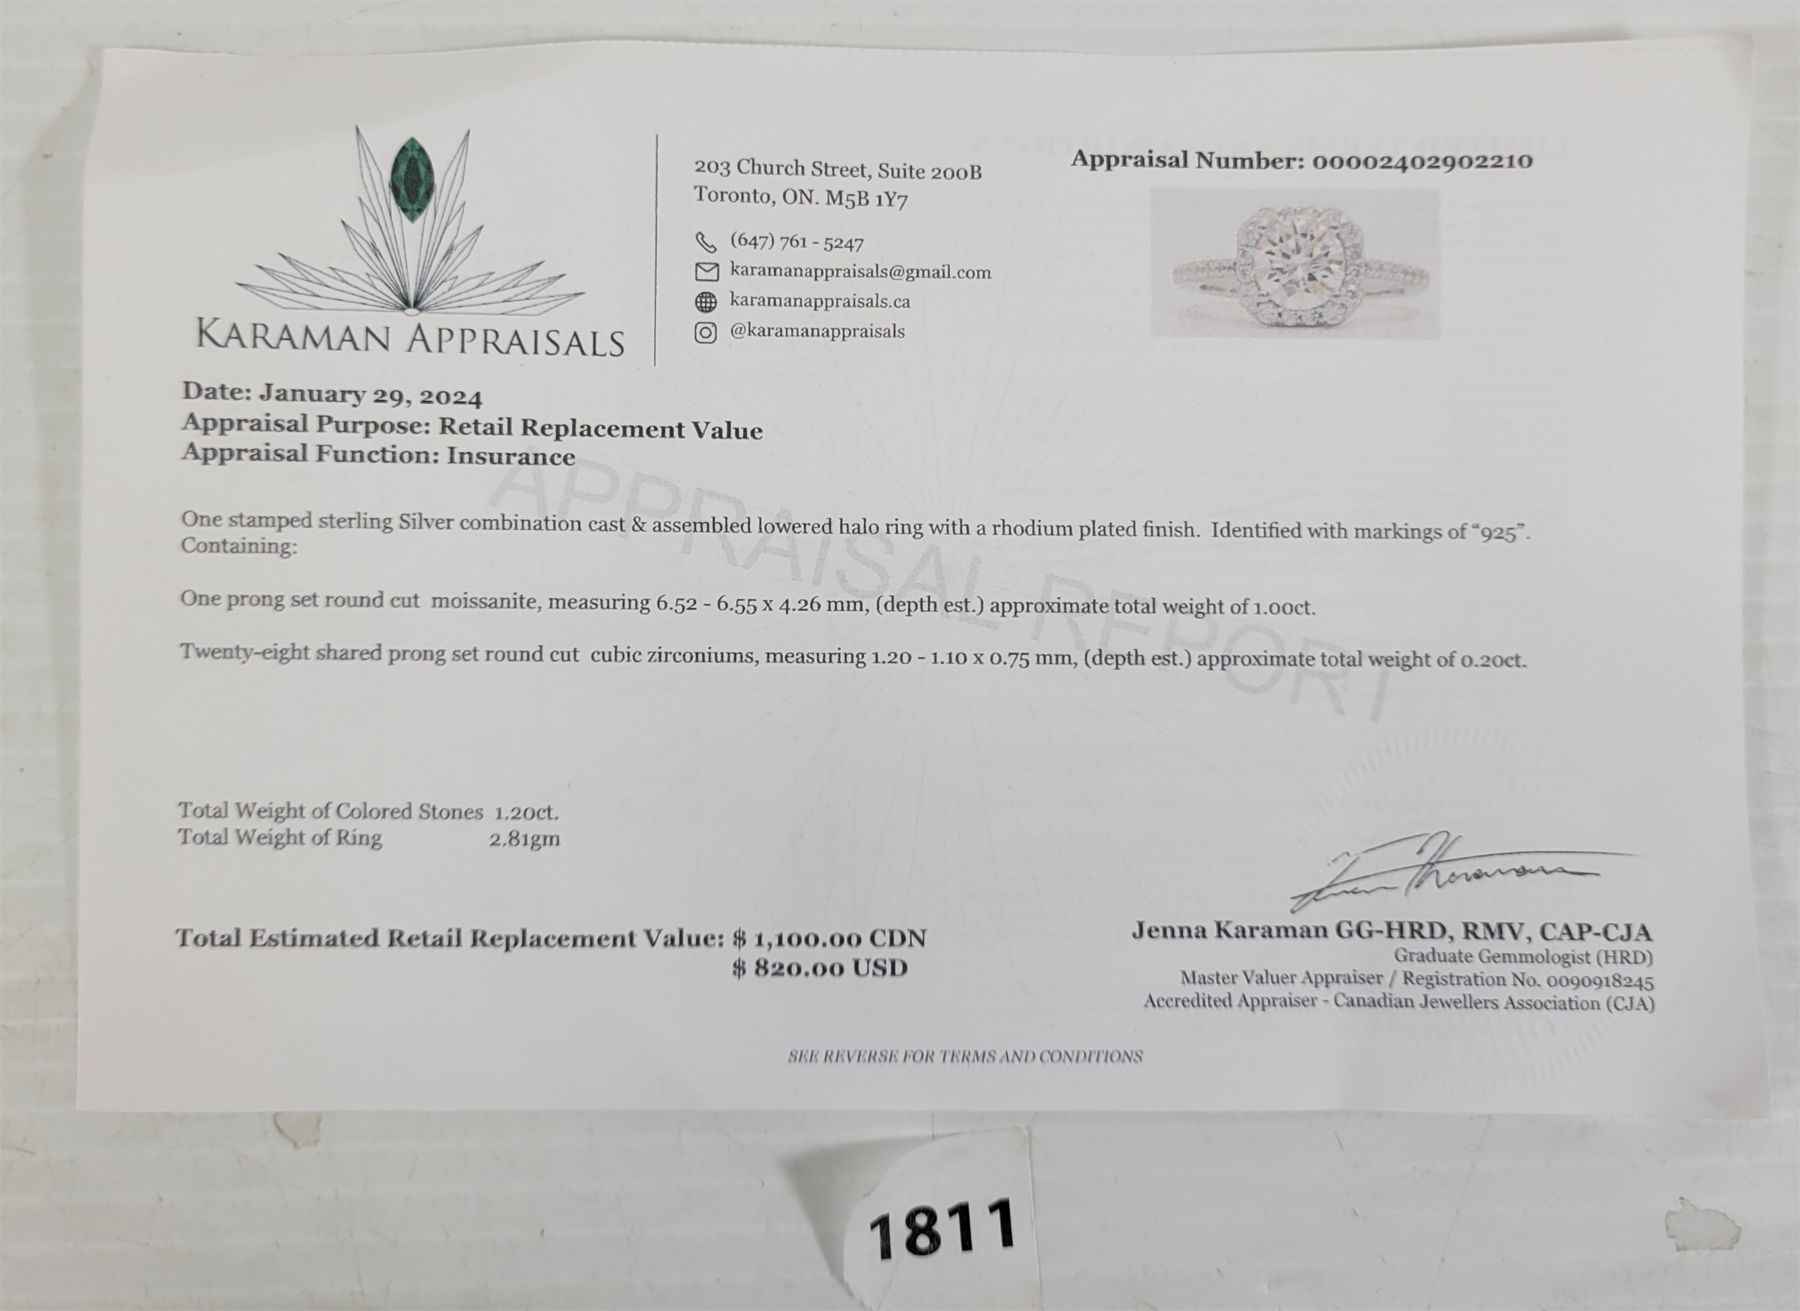 KARAMAN APPRAISALS
203 Church Street, Suite 200B
Toronto, ON. M5B 1Y7
(647) 761 - 5247
karamanappraisals@gmail.com
karamanappraisals.ca
@karamanappraisals
Appraisal Number: 00002402902210
Date: January 29, 2024
Appraisal Purpose: Retail Replacement Value
Appraisal Function: Insurance
APPRAISAL REPORT
One stamped sterling Silver combination cast & assembled lowered halo ring with a rhodium plated finish. Identified with markings of “925”.
Containing:
One prong set round cut moissanite, measuring 6.52 - 6.55 x 4.26 mm, (depth est.) approximate total weight of 1.00ct.
Twenty-eight shared prong set round cut cubic zirconiums, measuring 1.20 - 1.10 x 0.75 mm, (depth est.) approximate total weight of 0.20ct.
Total Weight of Colored Stones 1.20ct.
Total Weight of Ring 2.81gm
Total Estimated Retail Replacement Value: $ 1,100.00 CDN
$ 820.00 USD
Jenna Karaman GG-HRD, RMV, CAP-CJA
Graduate Gemmologist (HRD)
Master Valuer Appraiser / Registration No. 0090918245
Accredited Appraiser - Canadian Jewellers Association (CJA)
SEE REVERSE FOR TERMS AND CONDITIONS
1811